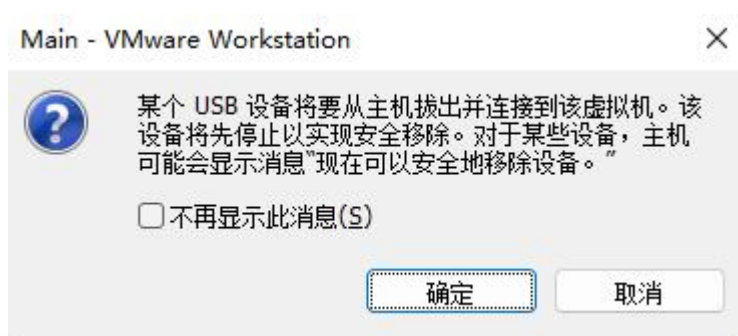 Main - VMware Workstation
某个 USB 设备将要从主机拔出并连接到该虚拟机。该
设备将先停止以实现安全移除。对于某些设备，主机
可能会显示消息“现在可以安全地移除设备。”
不再显示此消息(S)
确定
取消